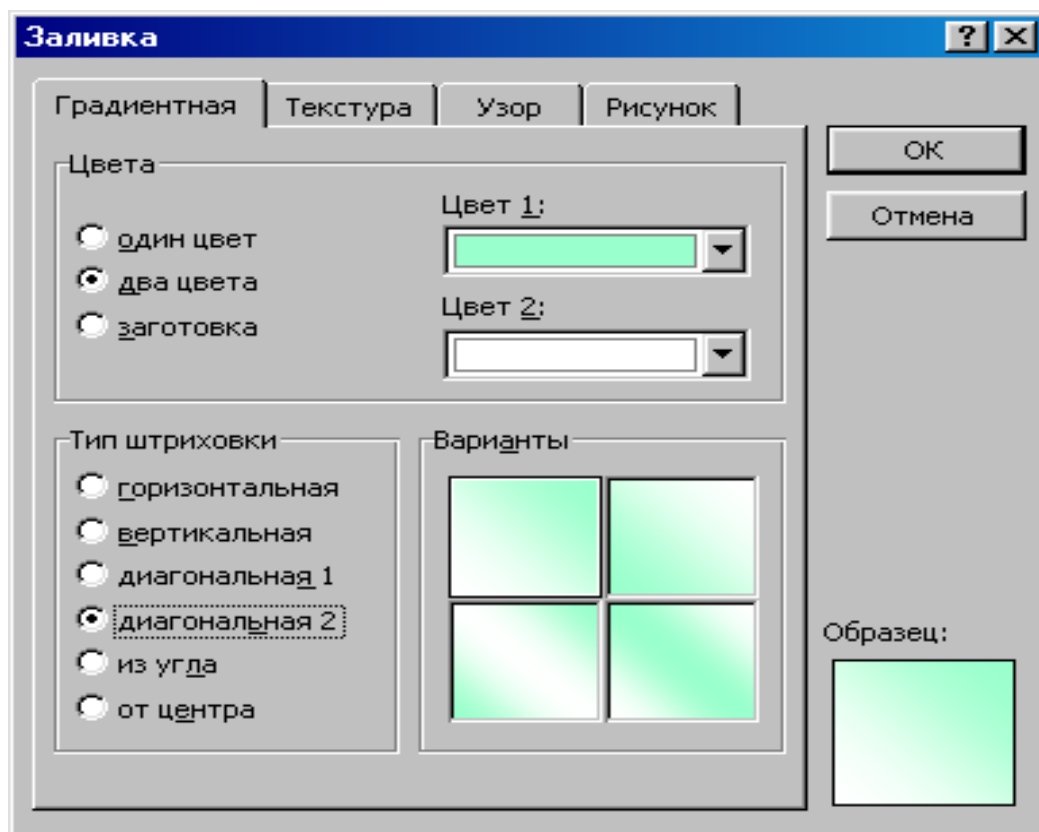 Заливка
Градиентная
Текстура
Узор
Рисунок
Цвета
один цвет
два цвета
заготовка
Цвет 1:
Цвет 2:
OK
Отмена
Тип штриховки
горизонтальная
вертикальная
диагональная 1
диагональная 2
из угла
от центра
Варианты
Образец: